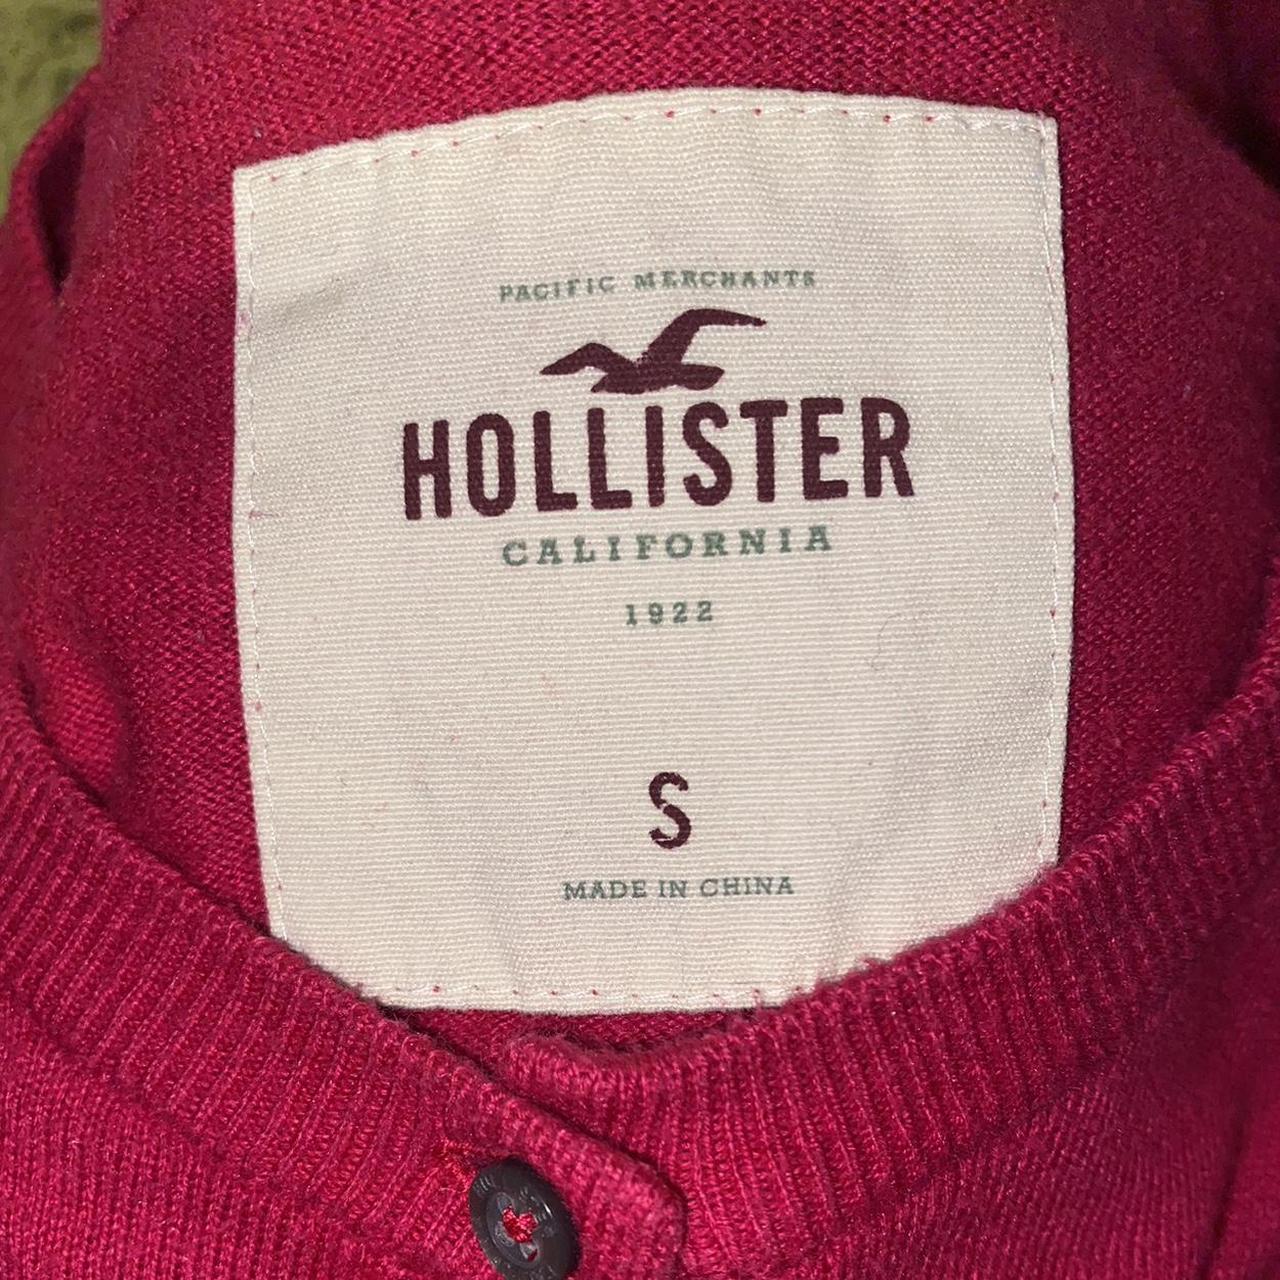 PACIFIC MERCHANTS
HOLLISTER
CALIFORNIA
1922
S
MADE IN CHINA